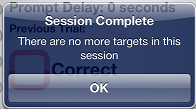 Prompt Delay: 0 seconds
Session Complete
Previous Trial:
There are no more targets in this
session
Correct
OK